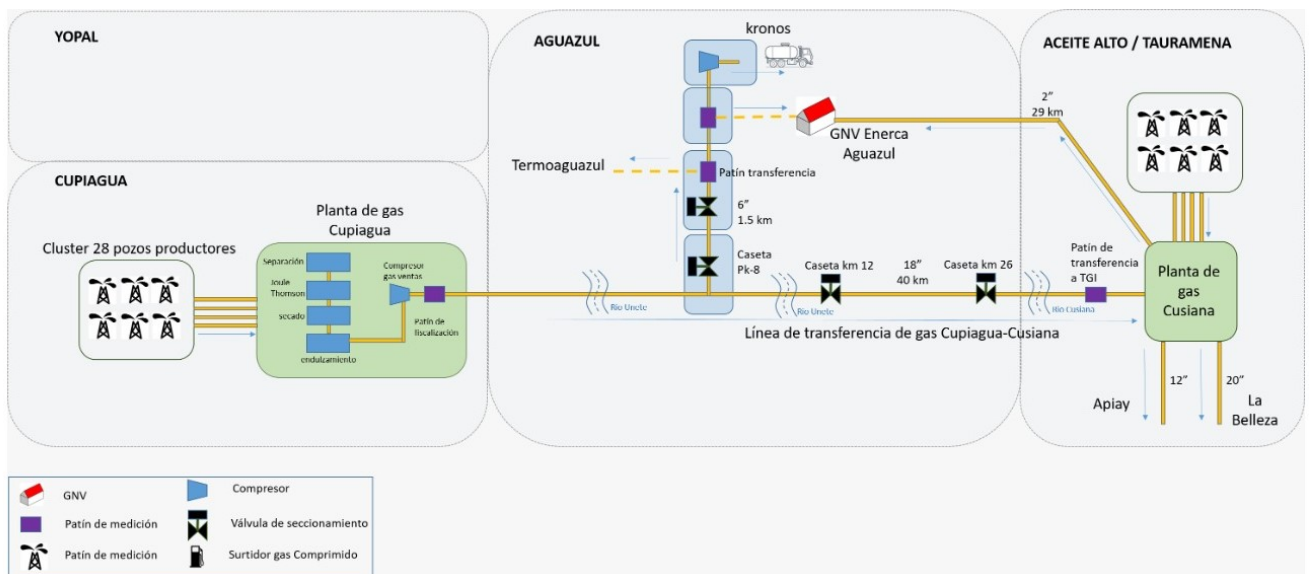 YOPAL
CUPIAGUA
Cluster 28 pozos productores
Planta de gas
Cupiagua
Separación
Joule
Thomson
secado
endulzamiento
Compresor
gas ventas
Patín de
fiscalización
AGUAZUL
kronos
Termoaguazul
Patín transferencia
6”
1.5 km
Caseta
Pk-8
GNV Enerca
Aguazul
Rio Unete
Rio Unete
Caseta km 12
18”
40 km
Caseta km 26
Línea de transferencia de gas Cupiagua-Cusiana
ACEITE ALTO / TAURAMENA
2”
29 km
Patín de
transferencia
a TGI
Rio Cusiana
Planta de
gas
Cusiana
12”
20”
Apiay
La
Belleza
GNV
Compresor
Patín de medición
Válvula de seccionamiento
Patín de medición
Surtidor gas Comprimido